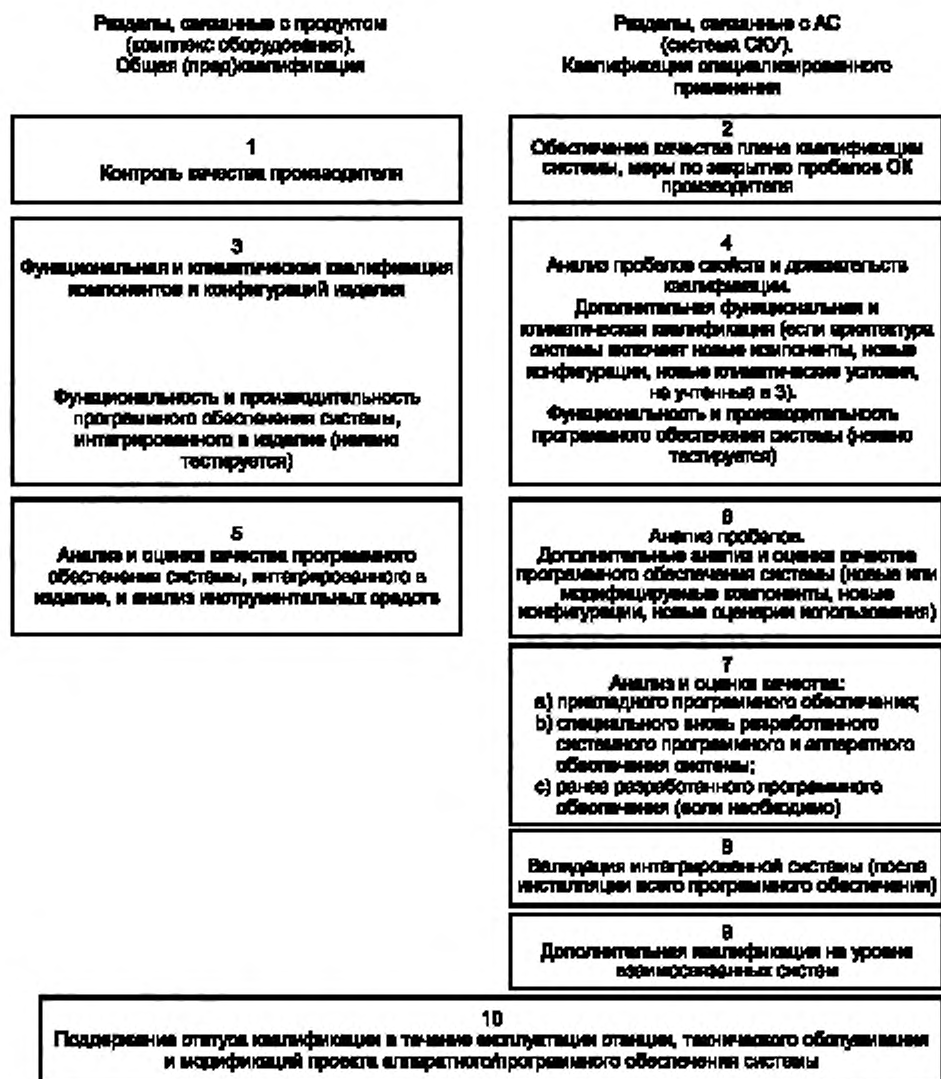 Разделы, связанные с продуктом
(комплекс оборудования).
Общая (пред)квалификация
Разделы, связанные с АС
(система СКУ).
Квалификация специализированного
применения
1
Контроль качества производителя
2
Обеспечение качества плана квалификации
системы, меры по закрытию пробелов ОК
производителя
3
Функциональная и климатическая квалификация
компонентов и конфигураций изделия
Функциональность и производительность
программного обеспечения системы,
интегрированного в изделие (неявно
тестируется)
4
Анализ пробелов свойств и доказательств
квалификации.
Дополнительная функциональная и
климатическая квалификация (если архитектура
системы включает новые компоненты, новые
конфигурации, новые климатические условия,
не учтенные в 3).
Функциональность и производительность
программного обеспечения системы (неявно
тестируется)
5
Анализ и оценка качества программного
обеспечения системы, интегрированного в
изделие, и анализ инструментальных средств
6
Анализ пробелов.
Дополнительные анализ и оценка качества
программного обеспечения системы (новые или
модифицируемые компоненты, новые
конфигурации, новые сценарии использования)
7
Анализ и оценка качества:
a) прикладного программного обеспечения;
b) специального вновь разработанного
системного программного и аппаратного
обеспечения системы;
c) ранее разработанного программного
обеспечения (если необходимо)
8
Валидация интегрированной системы (после
инсталляции всего программного обеспечения)
9
Дополнительная квалификация на уровне
взаимосвязанных систем
10
Поддержание статуса квалификации в течение эксплуатации станции, технического обслуживания
и модификаций проекта аппаратного/программного обеспечения системы